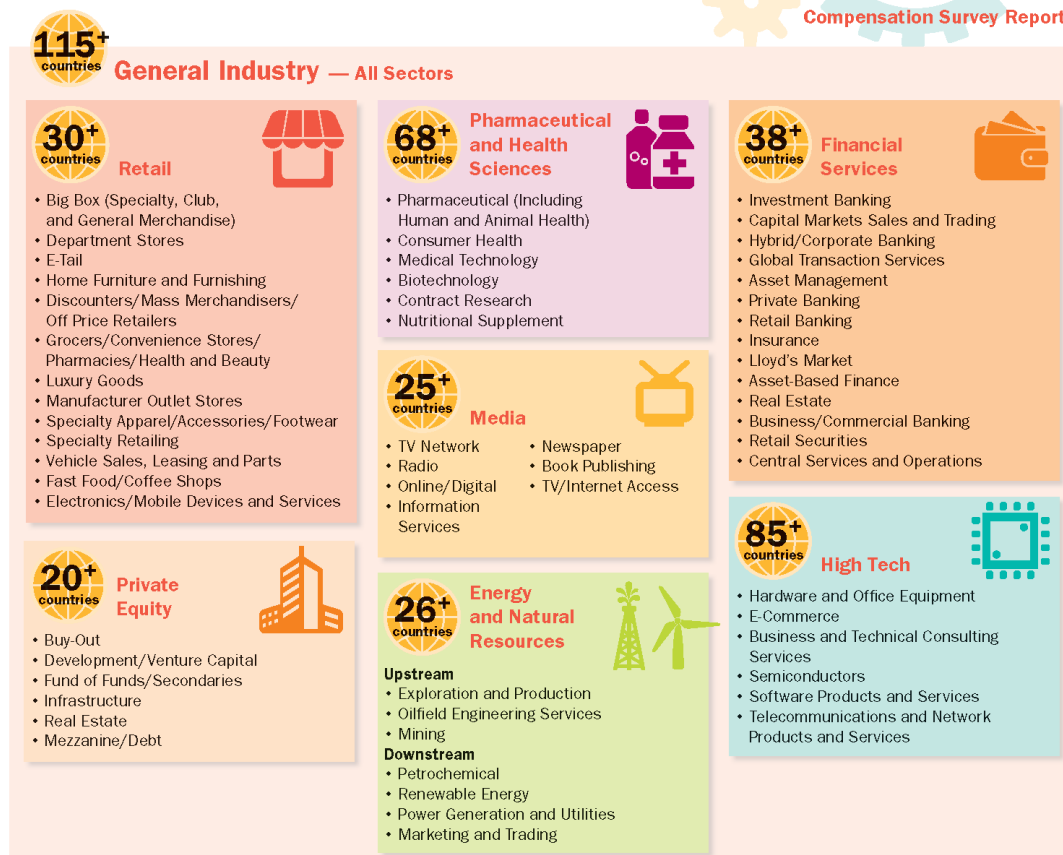 Compensation Survey Report
115+
countries
General Industry — All Sectors
30+
countries
Retail
• Big Box (Specialty, Club,
and General Merchandise)
• Department Stores
• E-Tail
• Home Furniture and Furnishing
• Discounters/Mass Merchandisers/
Off Price Retailers
• Grocers/Convenience Stores/
Pharmacies/Health and Beauty
• Luxury Goods
• Manufacturer Outlet Stores
• Specialty Apparel/Accessories/Footwear
• Specialty Retailing
• Vehicle Sales, Leasing and Parts
• Fast Food/Coffee Shops
• Electronics/Mobile Devices and Services
20+
countries
Private
Equity
• Buy-Out
• Development/Venture Capital
• Fund of Funds/Secondaries
• Infrastructure
• Real Estate
• Mezzanine/Debt
68+
countries
Pharmaceutical
and Health
Sciences
• Pharmaceutical (Including
Human and Animal Health)
• Consumer Health
• Medical Technology
• Biotechnology
• Contract Research
• Nutritional Supplement
25+
countries
Media
• TV Network
• Radio
• Online/Digital
• Information
Services
• Newspaper
• Book Publishing
• TV/Internet Access
26+
countries
Energy
and Natural
Resources
Upstream
• Exploration and Production
• Oilfield Engineering Services
• Mining
Downstream
• Petrochemical
• Renewable Energy
• Power Generation and Utilities
• Marketing and Trading
38+
countries
Financial
Services
• Investment Banking
• Capital Markets Sales and Trading
• Hybrid/Corporate Banking
• Global Transaction Services
• Asset Management
• Private Banking
• Retail Banking
• Insurance
• Lloyd's Market
• Asset-Based Finance
• Real Estate
• Business/Commercial Banking
• Retail Securities
• Central Services and Operations
85+
countries
High Tech
• Hardware and Office Equipment
• E-Commerce
• Business and Technical Consulting
Services
• Semiconductors
• Software Products and Services
• Telecommunications and Network
Products and Services